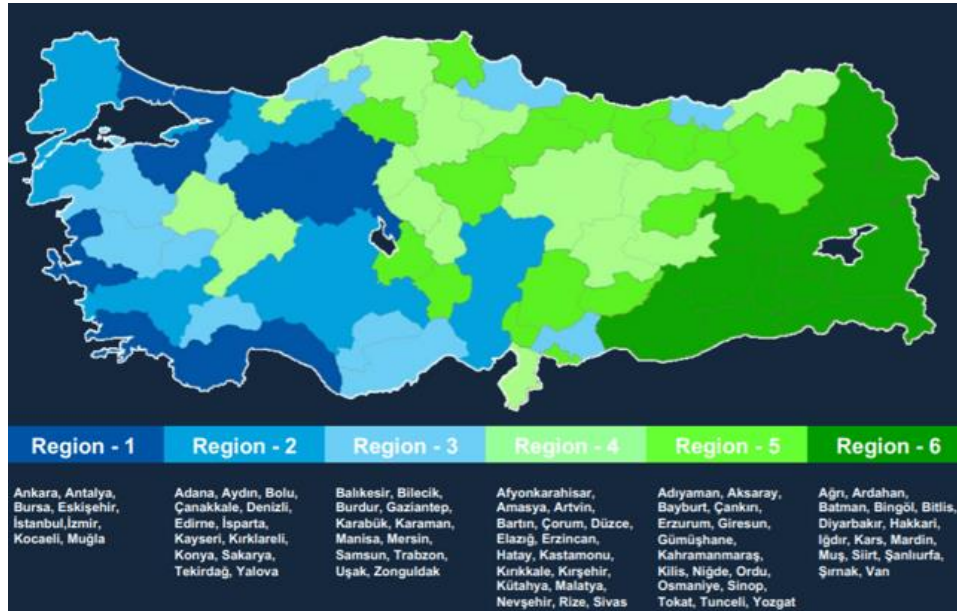 Region - 1
Region - 2
Region - 3
Region - 4
Region - 5
Region - 6
Ankara, Antalya,
Bursa, Eskişehir,
İstanbul,İzmir,
Kocaeli, Muğla
Adana, Aydın, Bolu,
Çanakkale, Denizli,
Edirne, İsparta,
Kayseri, Kırklareli,
Konya, Sakarya,
Tekirdağ, Yalova
Balıkesir, Bilecik,
Burdur, Gaziantep,
Karabük, Karaman,
Manisa, Mersin,
Samsun, Trabzon,
Uşak, Zonguldak
Afyonkarahisar,
Amasya, Artvin,
Bartın, Çorum, Düzce,
Elazığ, Erzincan,
Hatay, Kastamonu,
Kırıkkale, Kırşehir,
Kütahya, Malatya,
Nevşehir, Rize, Sivas
Adıyaman, Aksaray,
Bayburt, Çankırı,
Erzurum, Giresun,
Gümüşhane,
Kahramanmaraş,
Kilis, Niğde, Ordu,
Osmaniye, Sinop,
Tokat, Tunceli, Yozgat
Ağrı, Ardahan,
Batman, Bingöl, Bitlis,
Diyarbakır, Hakkari,
Iğdır, Kars, Mardin,
Muş, Siirt, Şanlıurfa,
Şırnak, Van